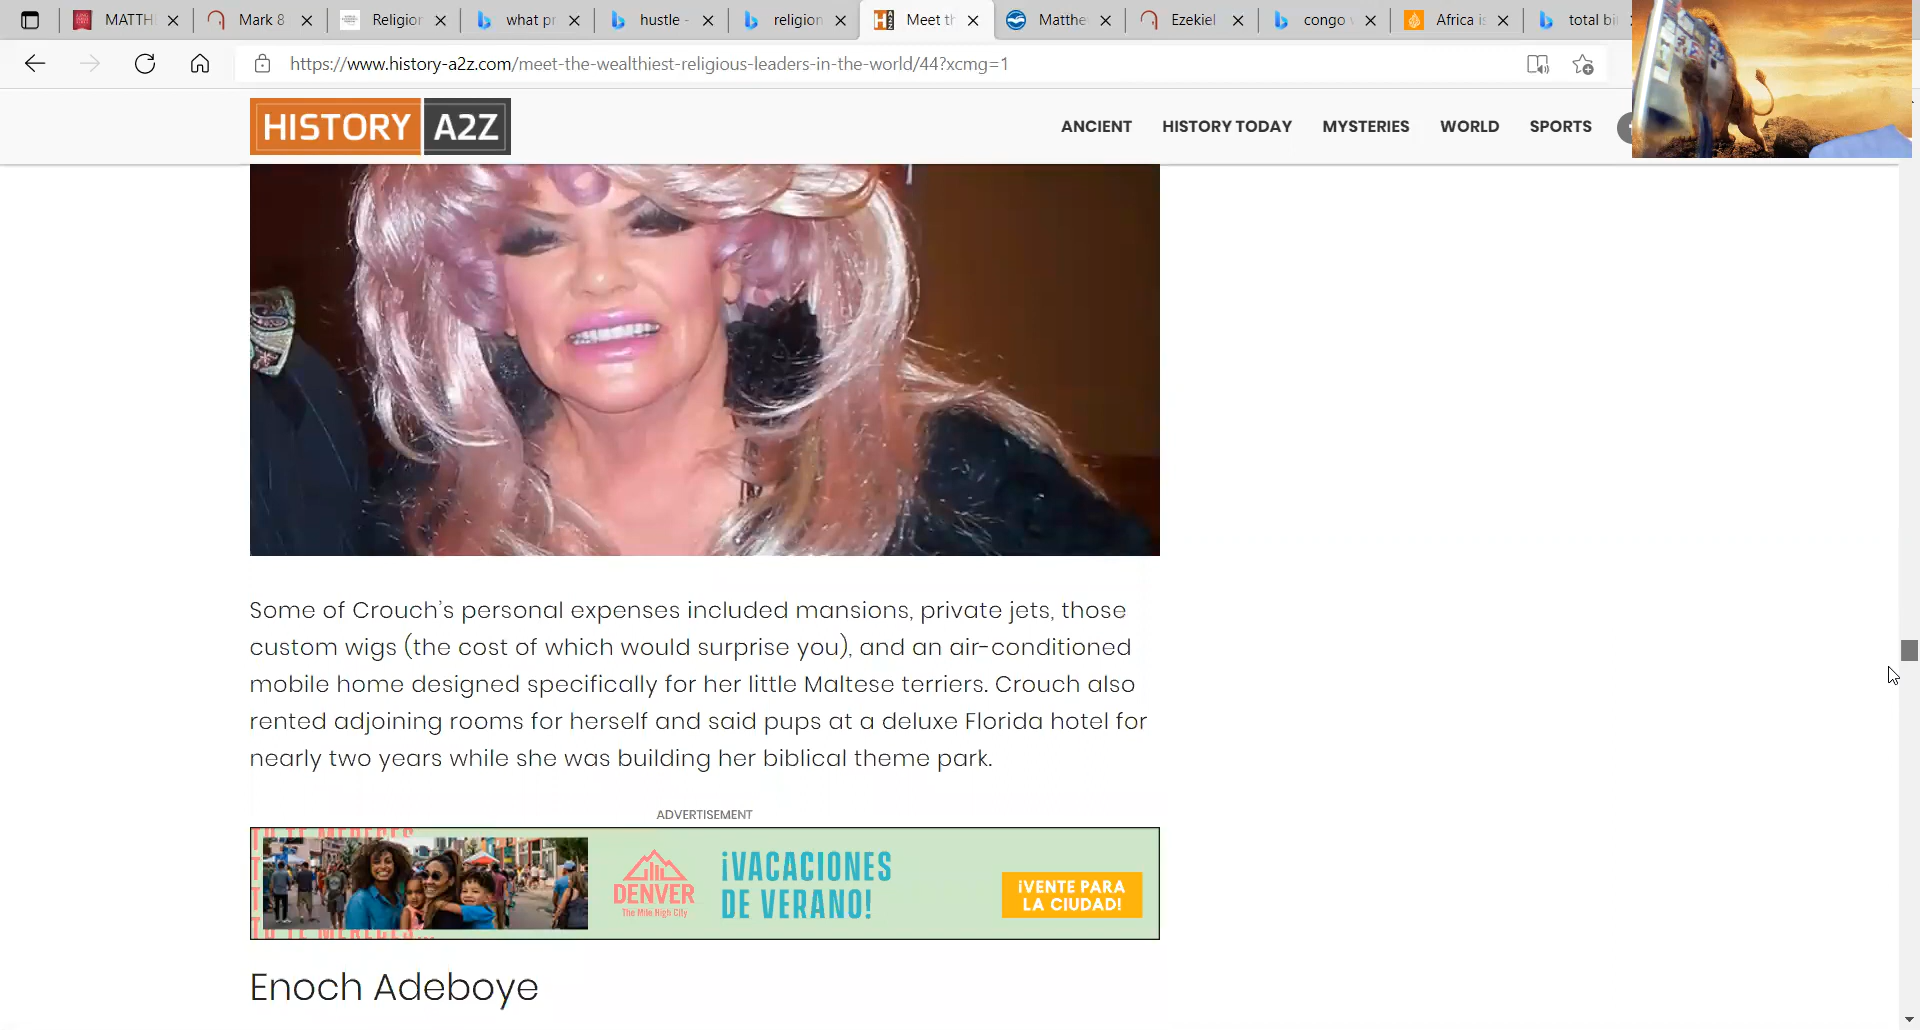 MATTH
Mark 8
Religion
what pr
hustle -
religion
Meet th
Matthe
Ezekiel
congo
Africa is
total bi
https://www.history-a2z.com/meet-the-wealthiest-religious-leaders-in-the-world/44?xcmg=1
HISTORY A2Z
ANCIENT HISTORY TODAY MYSTERIES WORLD SPORTS
Some of Crouch's personal expenses included mansions, private jets, those
custom wigs (the cost of which would surprise you), and an air-conditioned
mobile home designed specifically for her little Maltese terriers. Crouch also
rented adjoining rooms for herself and said pups at a deluxe Florida hotel for
nearly two years while she was building her biblical theme park.
ADVERTISEMENT
TÚ TE MERECES...
DENVER
The Mile High City
¡VACACIONES
DE VERANO!
¡VENTE PARA
LA CIUDAD!
Enoch Adeboye